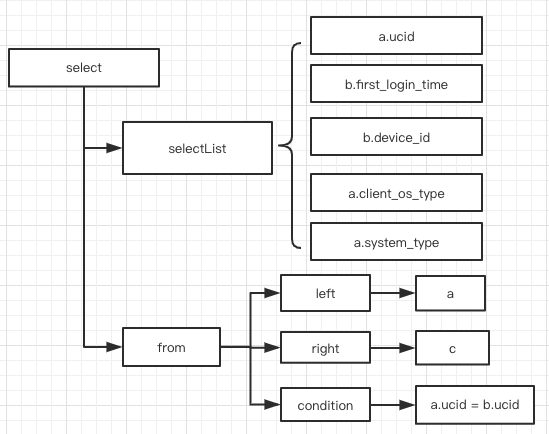 select
selectList
a.ucid
b.first_login_time
b.device_id
a.client_os_type
a.system_type
from
left
a
right
c
condition
a.ucid = b.ucid